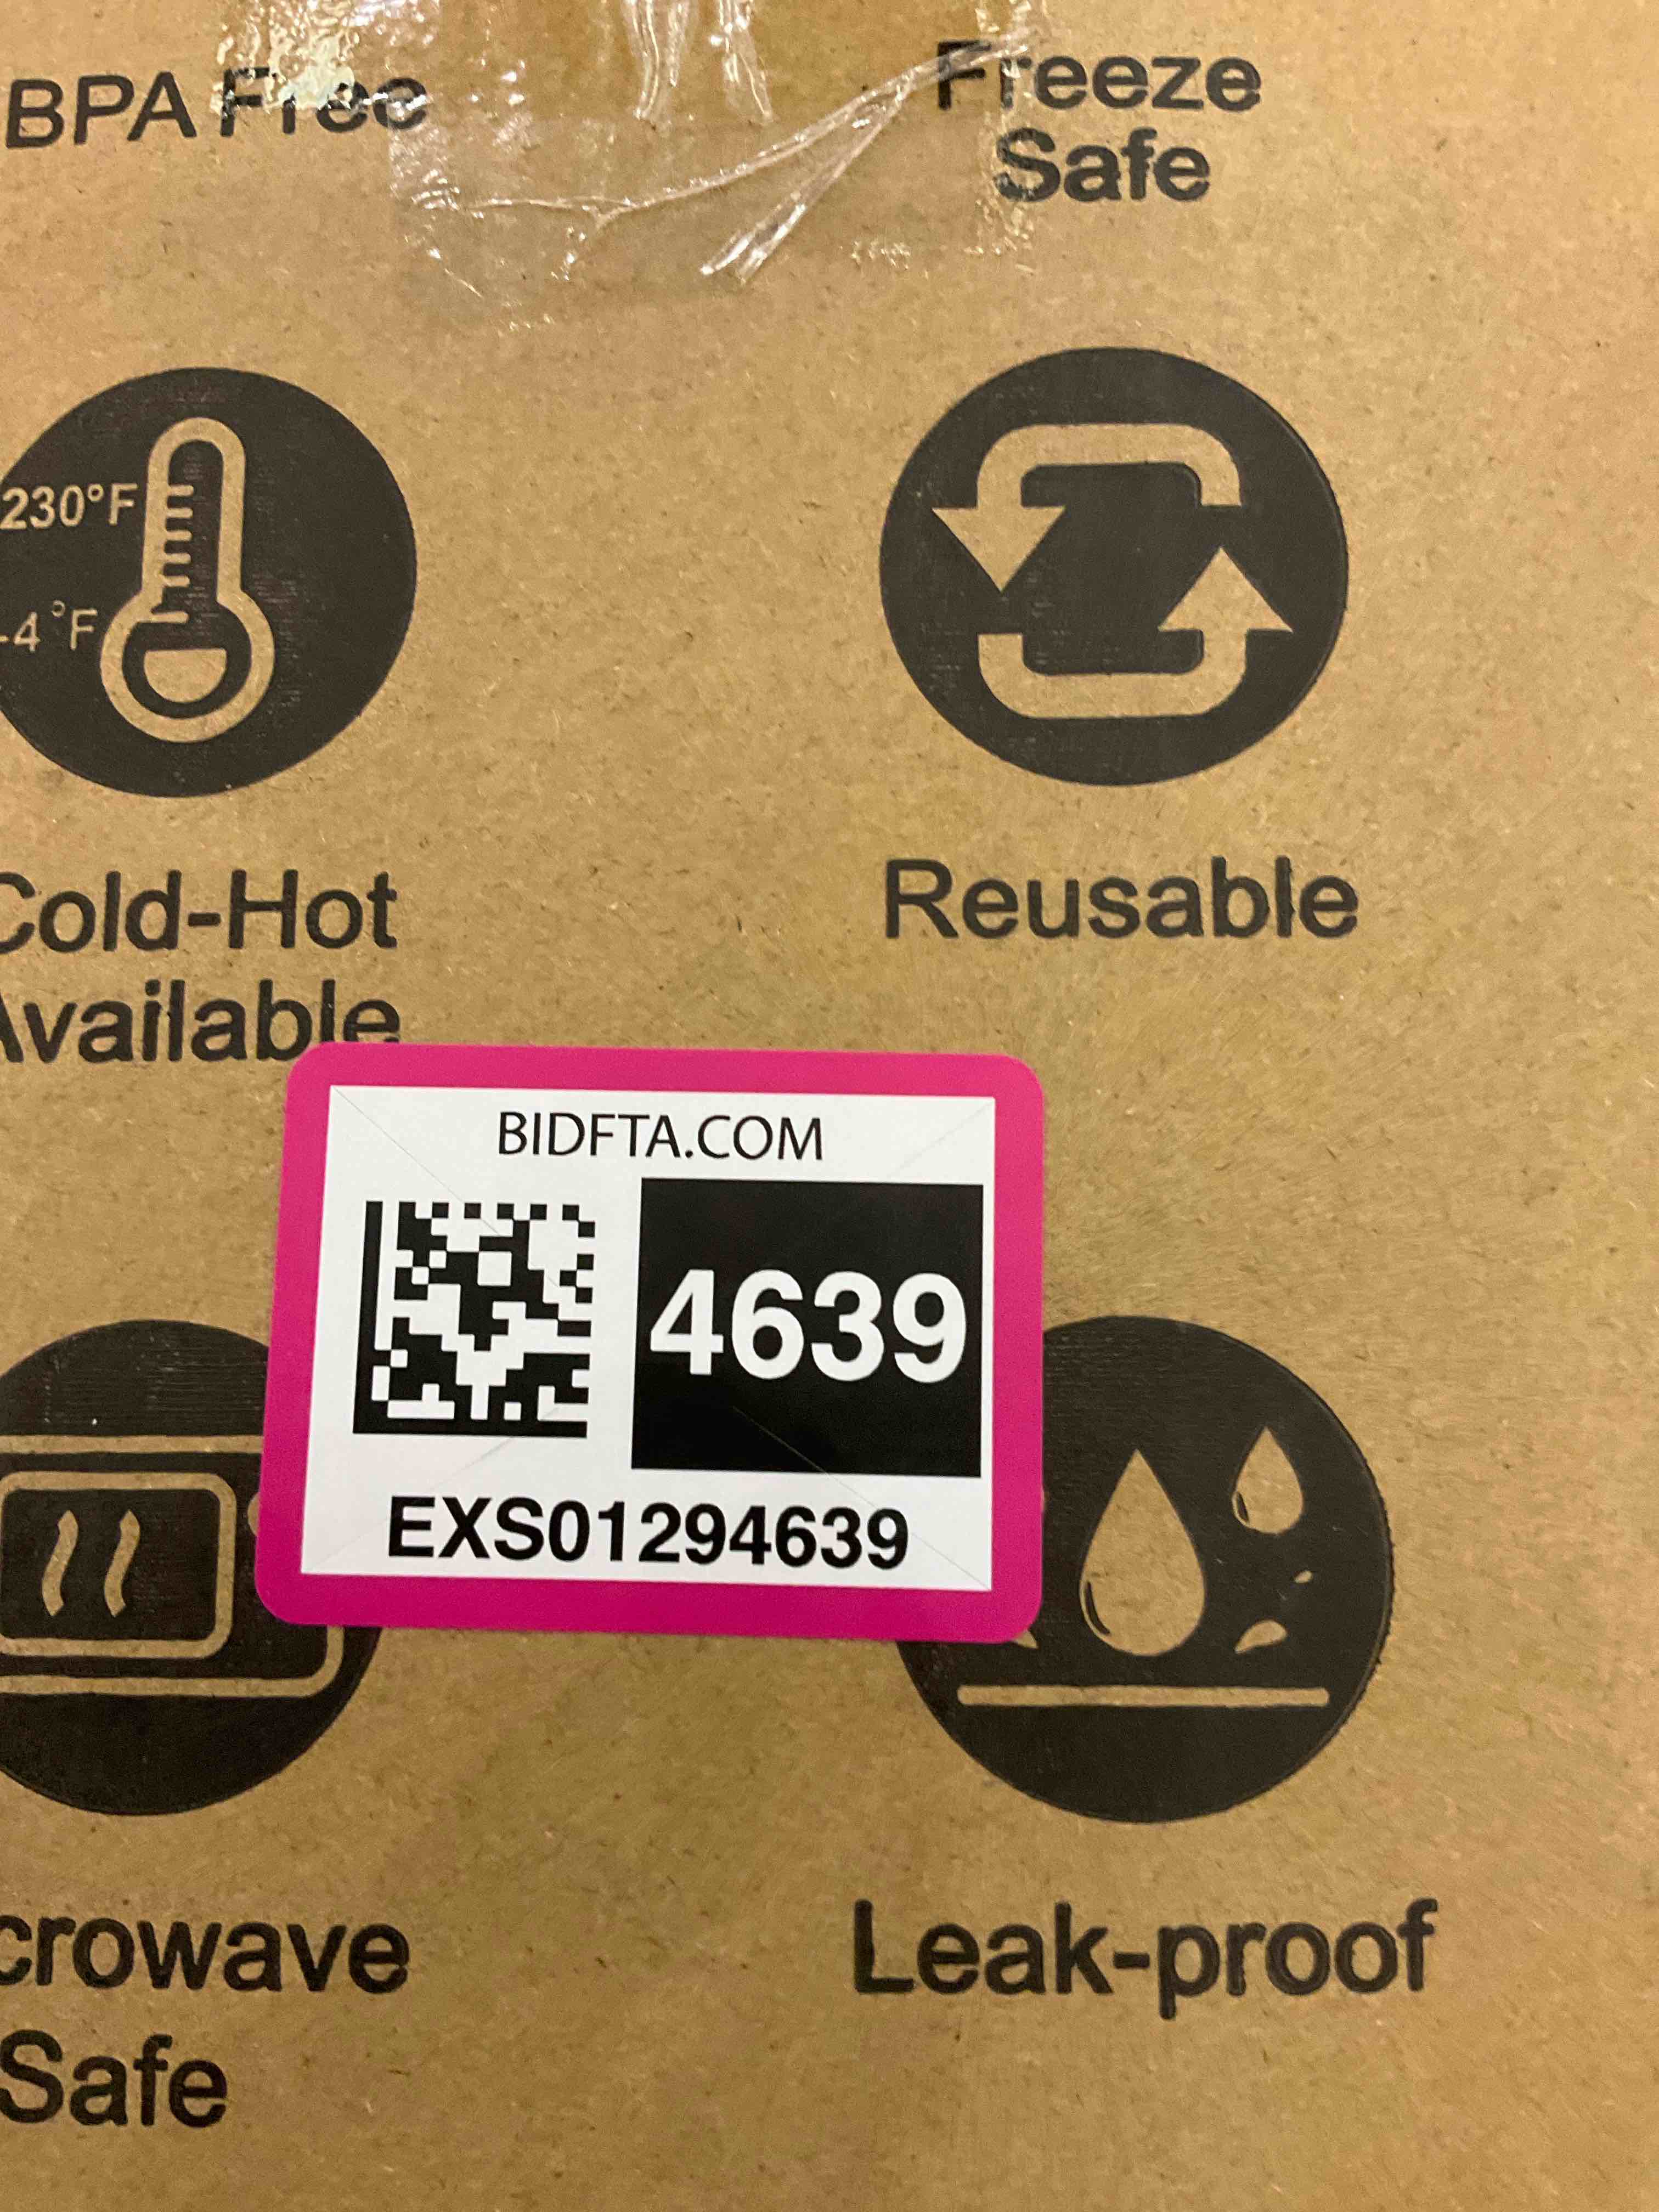 BPA Free
Freeze
Safe
230°F
-4°F
Cold-Hot
Available
Reusable
BIDFTA.COM
4639
EXS01294639
crowave
Safe
Leak-proof